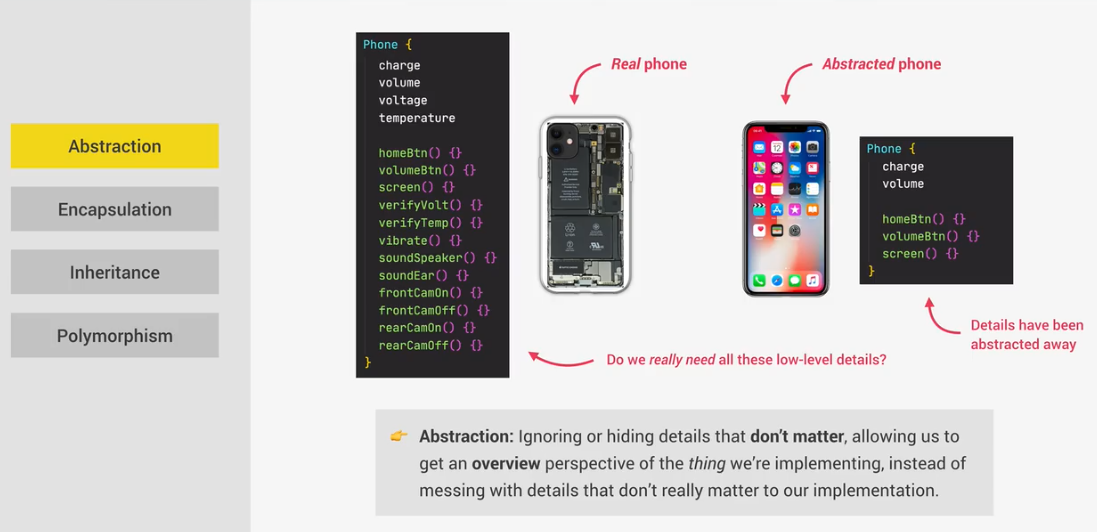 Abstraction
Encapsulation
Inheritance
Polymorphism
Phone {
charge
volume
voltage
temperature
homeBtn() {}
volumeBtn() {}
screen() {}
verifyVolt() {}
verifyTemp() {}
vibrate() {}
soundSpeaker() {}
soundEar() {}
frontCamOn() {}
frontCamOff() {}
rearCamOn() {}
rearCamOff() {}
}
Real phone
Abstracted phone
Phone {
charge
volume
homeBtn() {}
volumeBtn() {}
screen() {}
}
Details have been
abstracted away
Do we really need all these low-level details?
👉 Abstraction: Ignoring or hiding details that don’t matter, allowing us to
get an overview perspective of the thing we’re implementing, instead of
messing with details that don’t really matter to our implementation.